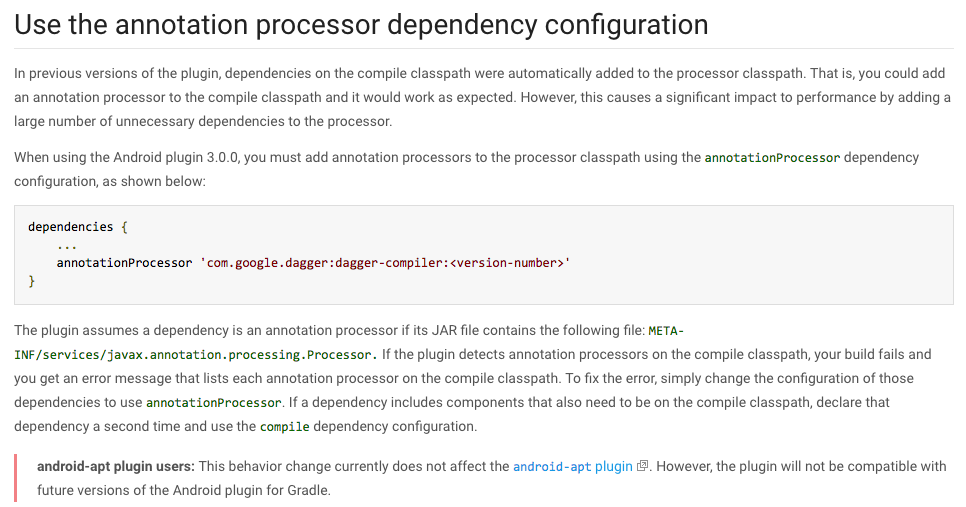 Use the annotation processor dependency configuration
In previous versions of the plugin, dependencies on the compile classpath were automatically added to the processor classpath. That is, you could add
an annotation processor to the compile classpath and it would work as expected. However, this causes a significant impact to performance by adding a
large number of unnecessary dependencies to the processor.
When using the Android plugin 3.0.0, you must add annotation processors to the processor classpath using the annotationProcessor dependency
configuration, as shown below:
dependencies {
    ...
    annotationProcessor 'com.google.dagger:dagger-compiler:<version-number>'
}
The plugin assumes a dependency is an annotation processor if its JAR file contains the following file: META-
INF/services/javax.annotation.processing.Processor. If the plugin detects annotation processors on the compile classpath, your build fails and
you get an error message that lists each annotation processor on the compile classpath. To fix the error, simply change the configuration of those
dependencies to use annotationProcessor. If a dependency includes components that also need to be on the compile classpath, declare that
dependency a second time and use the compile dependency configuration.
android-apt plugin users: This behavior change currently does not affect the android-apt plugin. However, the plugin will not be compatible with
future versions of the Android plugin for Gradle.